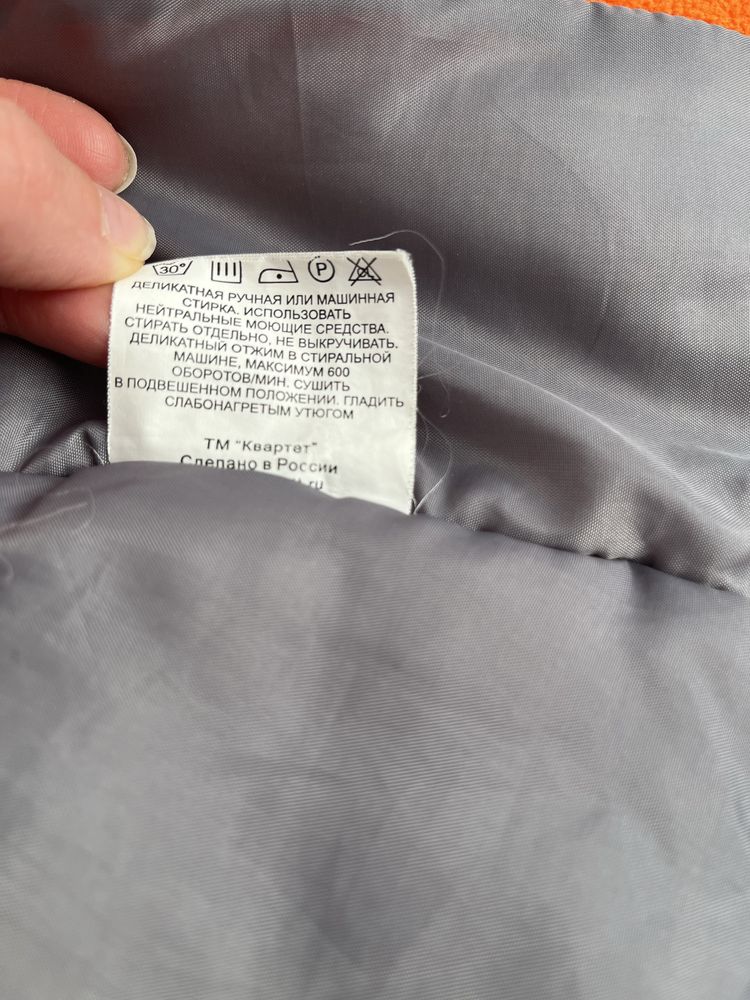 30°
P
ДЕЛИКАТНАЯ РУЧНАЯ ИЛИ МАШИННАЯ
СТИРКА. ИСПОЛЬЗОВАТЬ
НЕЙТРАЛЬНЫЕ МОЮЩИЕ СРЕДСТВА.
СТИРАТЬ ОТДЕЛЬНО, НЕ ВЫКРУЧИВАТЬ.
ДЕЛИКАТНЫЙ ОТЖИМ В СТИРАЛЬНОЙ
МАШИНЕ, МАКСИМУМ 600
ОБОРОТОВ/МИН. СУШИТЬ
В ПОДВЕШЕННОМ ПОЛОЖЕНИИ. ГЛАДИТЬ
СЛАБОНАГРЕТЫМ УТЮГОМ
ТМ "Квартет"
Сделано в России